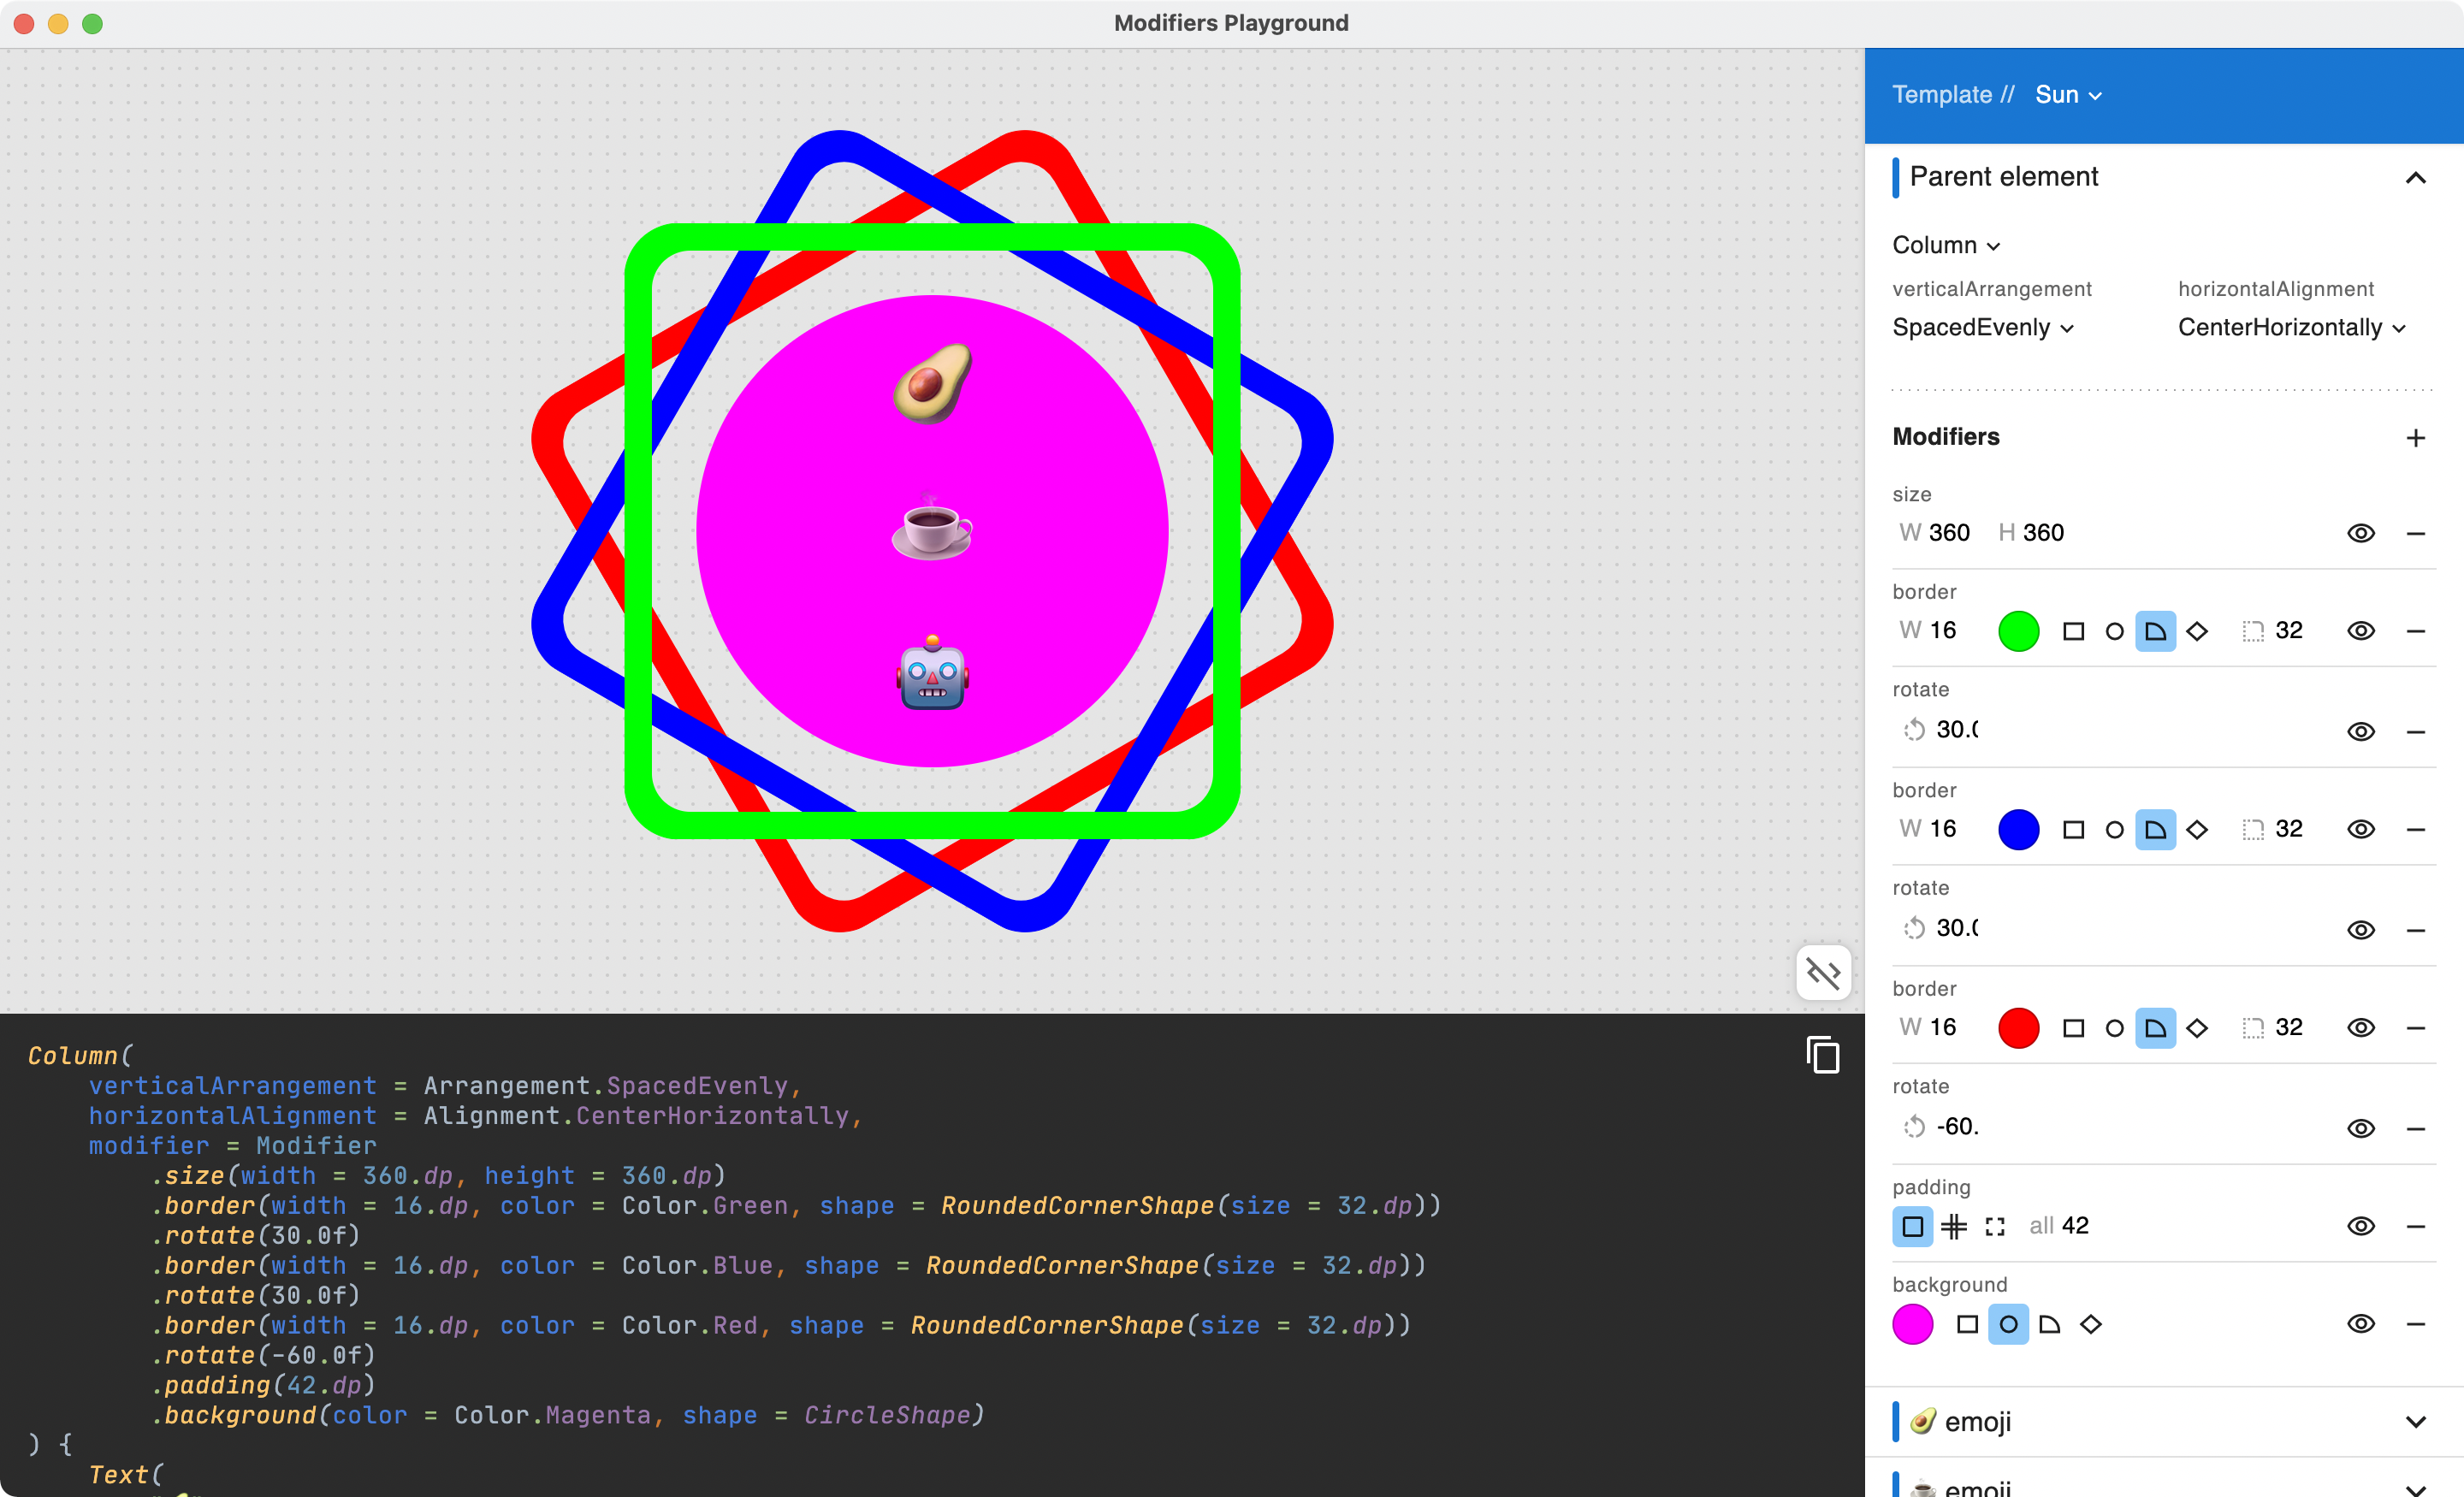 Modifiers Playground
Template // Sun
Parent element
Column
verticalArrangement horizontalAlignment
SpacedEvenly CenterHorizontally
Modifiers
size
W 360 H 360
border
W 16 32
rotate
30.0
border
W 16 32
rotate
30.0
border
W 16 32
rotate
-60.
padding
all 42
background
emoji
emoji
Column(
verticalArrangement = Arrangement.SpacedEvenly,
horizontalAlignment = Alignment.CenterHorizontally,
modifier = Modifier
.size(width = 360.dp, height = 360.dp)
.border(width = 16.dp, color = Color.Green, shape = RoundedCornerShape(size = 32.dp))
.rotate(30.0f)
.border(width = 16.dp, color = Color.Blue, shape = RoundedCornerShape(size = 32.dp))
.rotate(30.0f)
.border(width = 16.dp, color = Color.Red, shape = RoundedCornerShape(size = 32.dp))
.rotate(-60.0f)
.padding(42.dp)
.background(color = Color.Magenta, shape = CircleShape)
) {
Text(